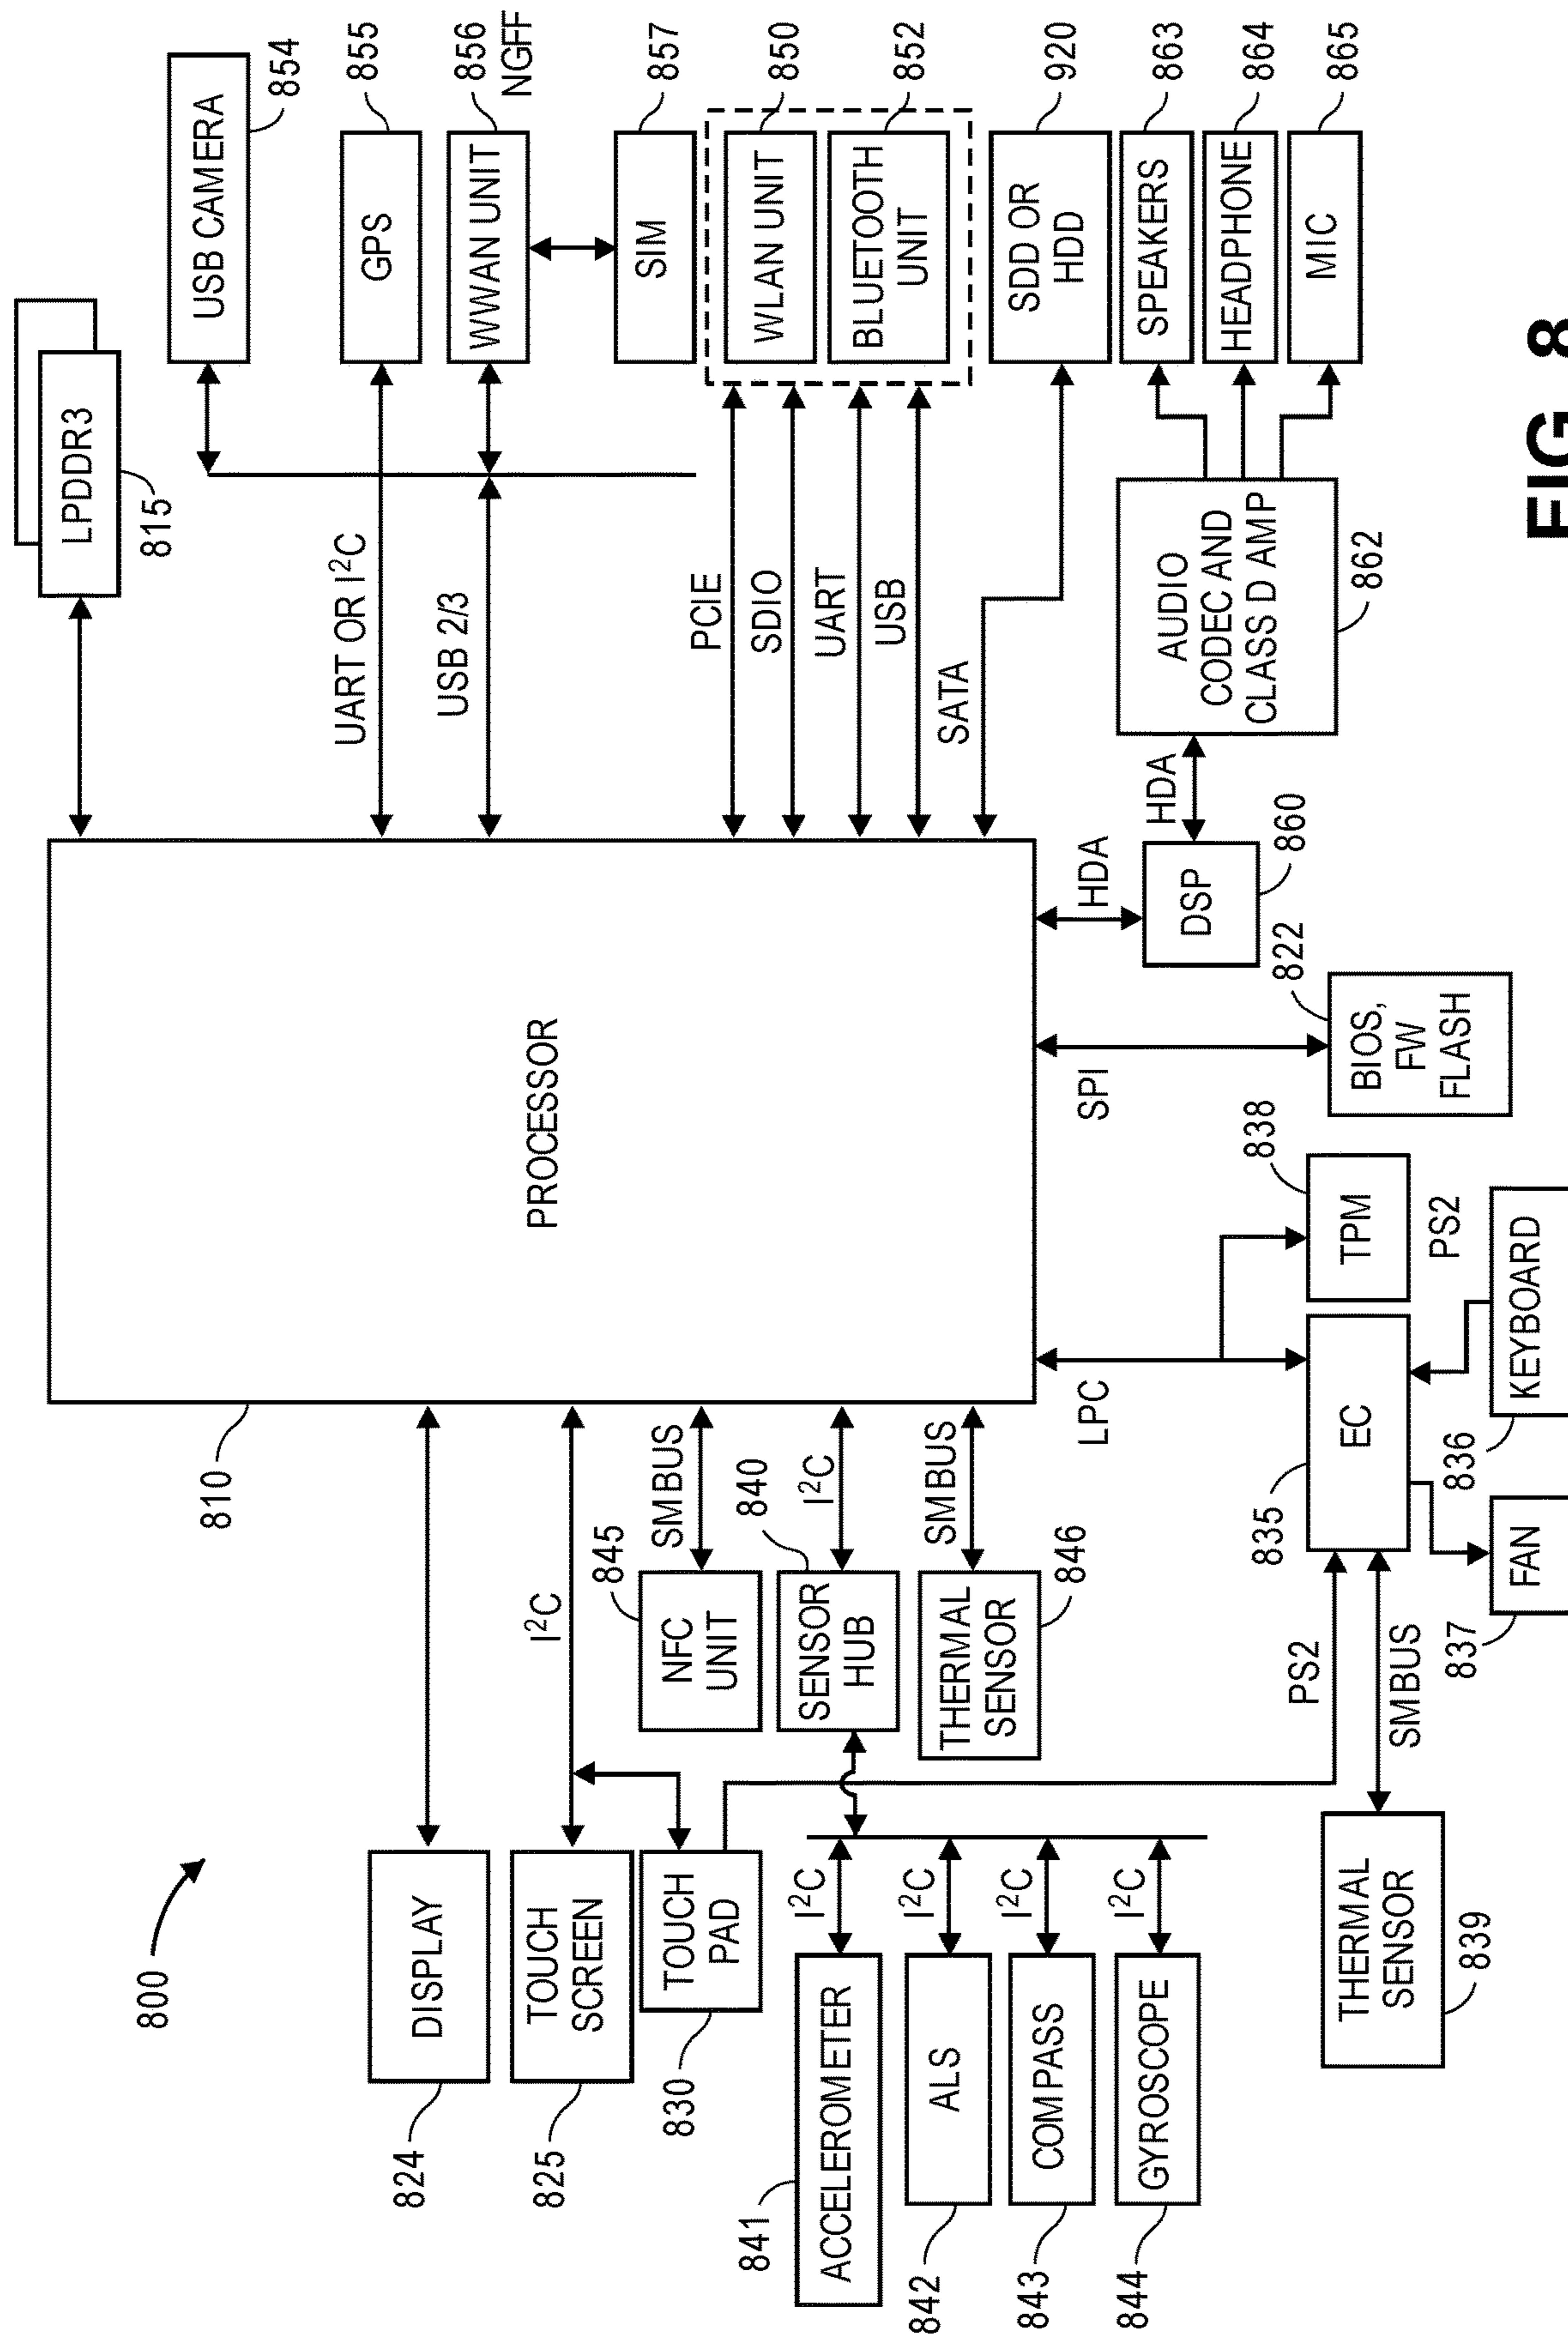 800
LPDDR3
815
USB CAMERA
854
GPS
855
UART OR I²C
WWAN UNIT
856
NGFF
USB 2/3
SIM
857
PROCESSOR
810
DISPLAY
824
TOUCH
SCREEN
825
I²C
TOUCH
PAD
830
NFC
UNIT
845
SMBUS
SENSOR
HUB
840
I²C
THERMAL
SENSOR
846
SMBUS
ACCELEROMETER
841
I²C
ALS
842
I²C
COMPASS
843
I²C
GYROSCOPE
844
I²C
PCIE
SDIO
UART
USB
SATA
WLAN UNIT
850
BLUETOOTH
UNIT
852
SDD OR
HDD
920
SPEAKERS
863
HEADPHONE
864
MIC
865
AUDIO
CODEC AND
CLASS D AMP
862
HDA
HDA
DSP
860
SPI
BIOS,
FW
FLASH
822
LPC
TPM
838
EC
835
PS2
KEYBOARD
836
FAN
837
PS2
SMBUS
THERMAL
SENSOR
839
FIG. 8